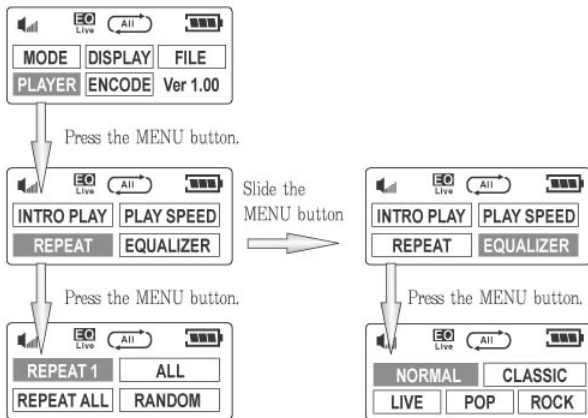 EQ
Live
All
MODE DISPLAY FILE
PLAYER ENCODE Ver 1.00
Press the MENU button.
EQ
Live
All
INTRO PLAY PLAY SPEED
REPEAT EQUALIZER
Slide the
MENU button
EQ
Live
All
INTRO PLAY PLAY SPEED
REPEAT EQUALIZER
Press the MENU button.
EQ
Live
All
REPEAT 1 ALL
REPEAT ALL RANDOM
Press the MENU button.
EQ
Live
All
NORMAL CLASSIC
LIVE POP ROCK